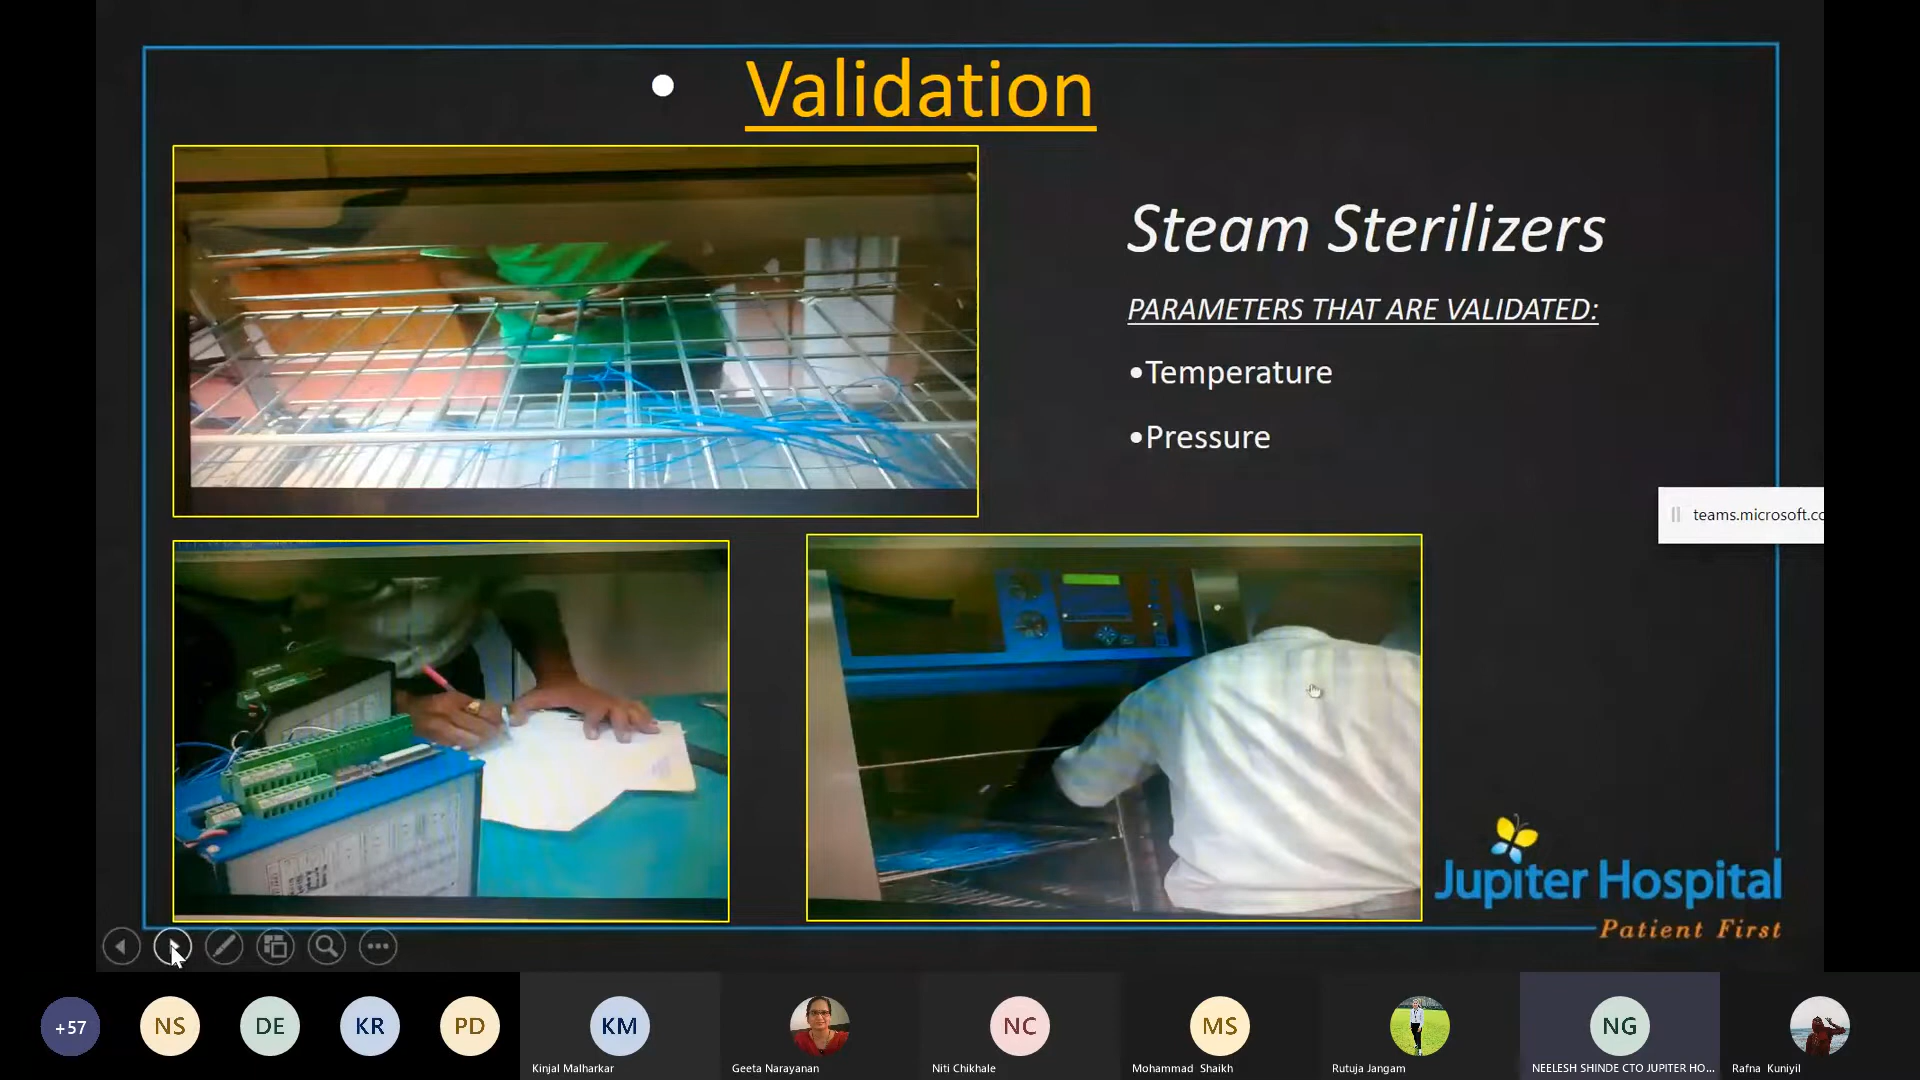 • Validation
Steam Sterilizers
PARAMETERS THAT ARE VALIDATED:
•Temperature
•Pressure
teams.microsoft.co
Jupiter Hospital
Patient First
+57
NS
DE
KR
PD
KM
NC
MS
NG
Kinjal Malharkar
Geeta Narayanan
Niti Chikhale
Mohammad Shaikh
Rutuja Jangam
NEELESH SHINDE CTO JUPITER HO...
Rafna Kuniyil